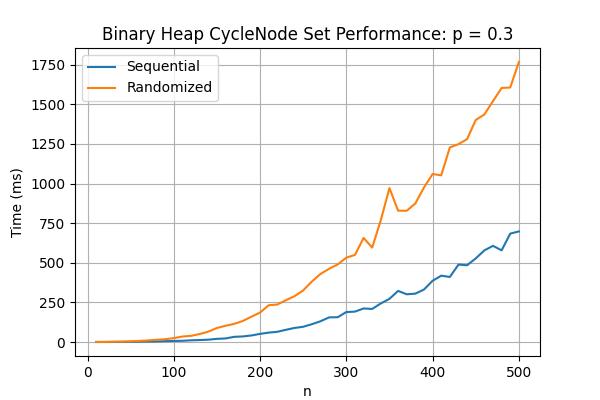 Binary Heap CycleNode Set Performance: p = 0.3
Sequential
Randomized
Time (ms)
1750
1500
1250
1000
750
500
250
0
0 100 200 300 400 500
n